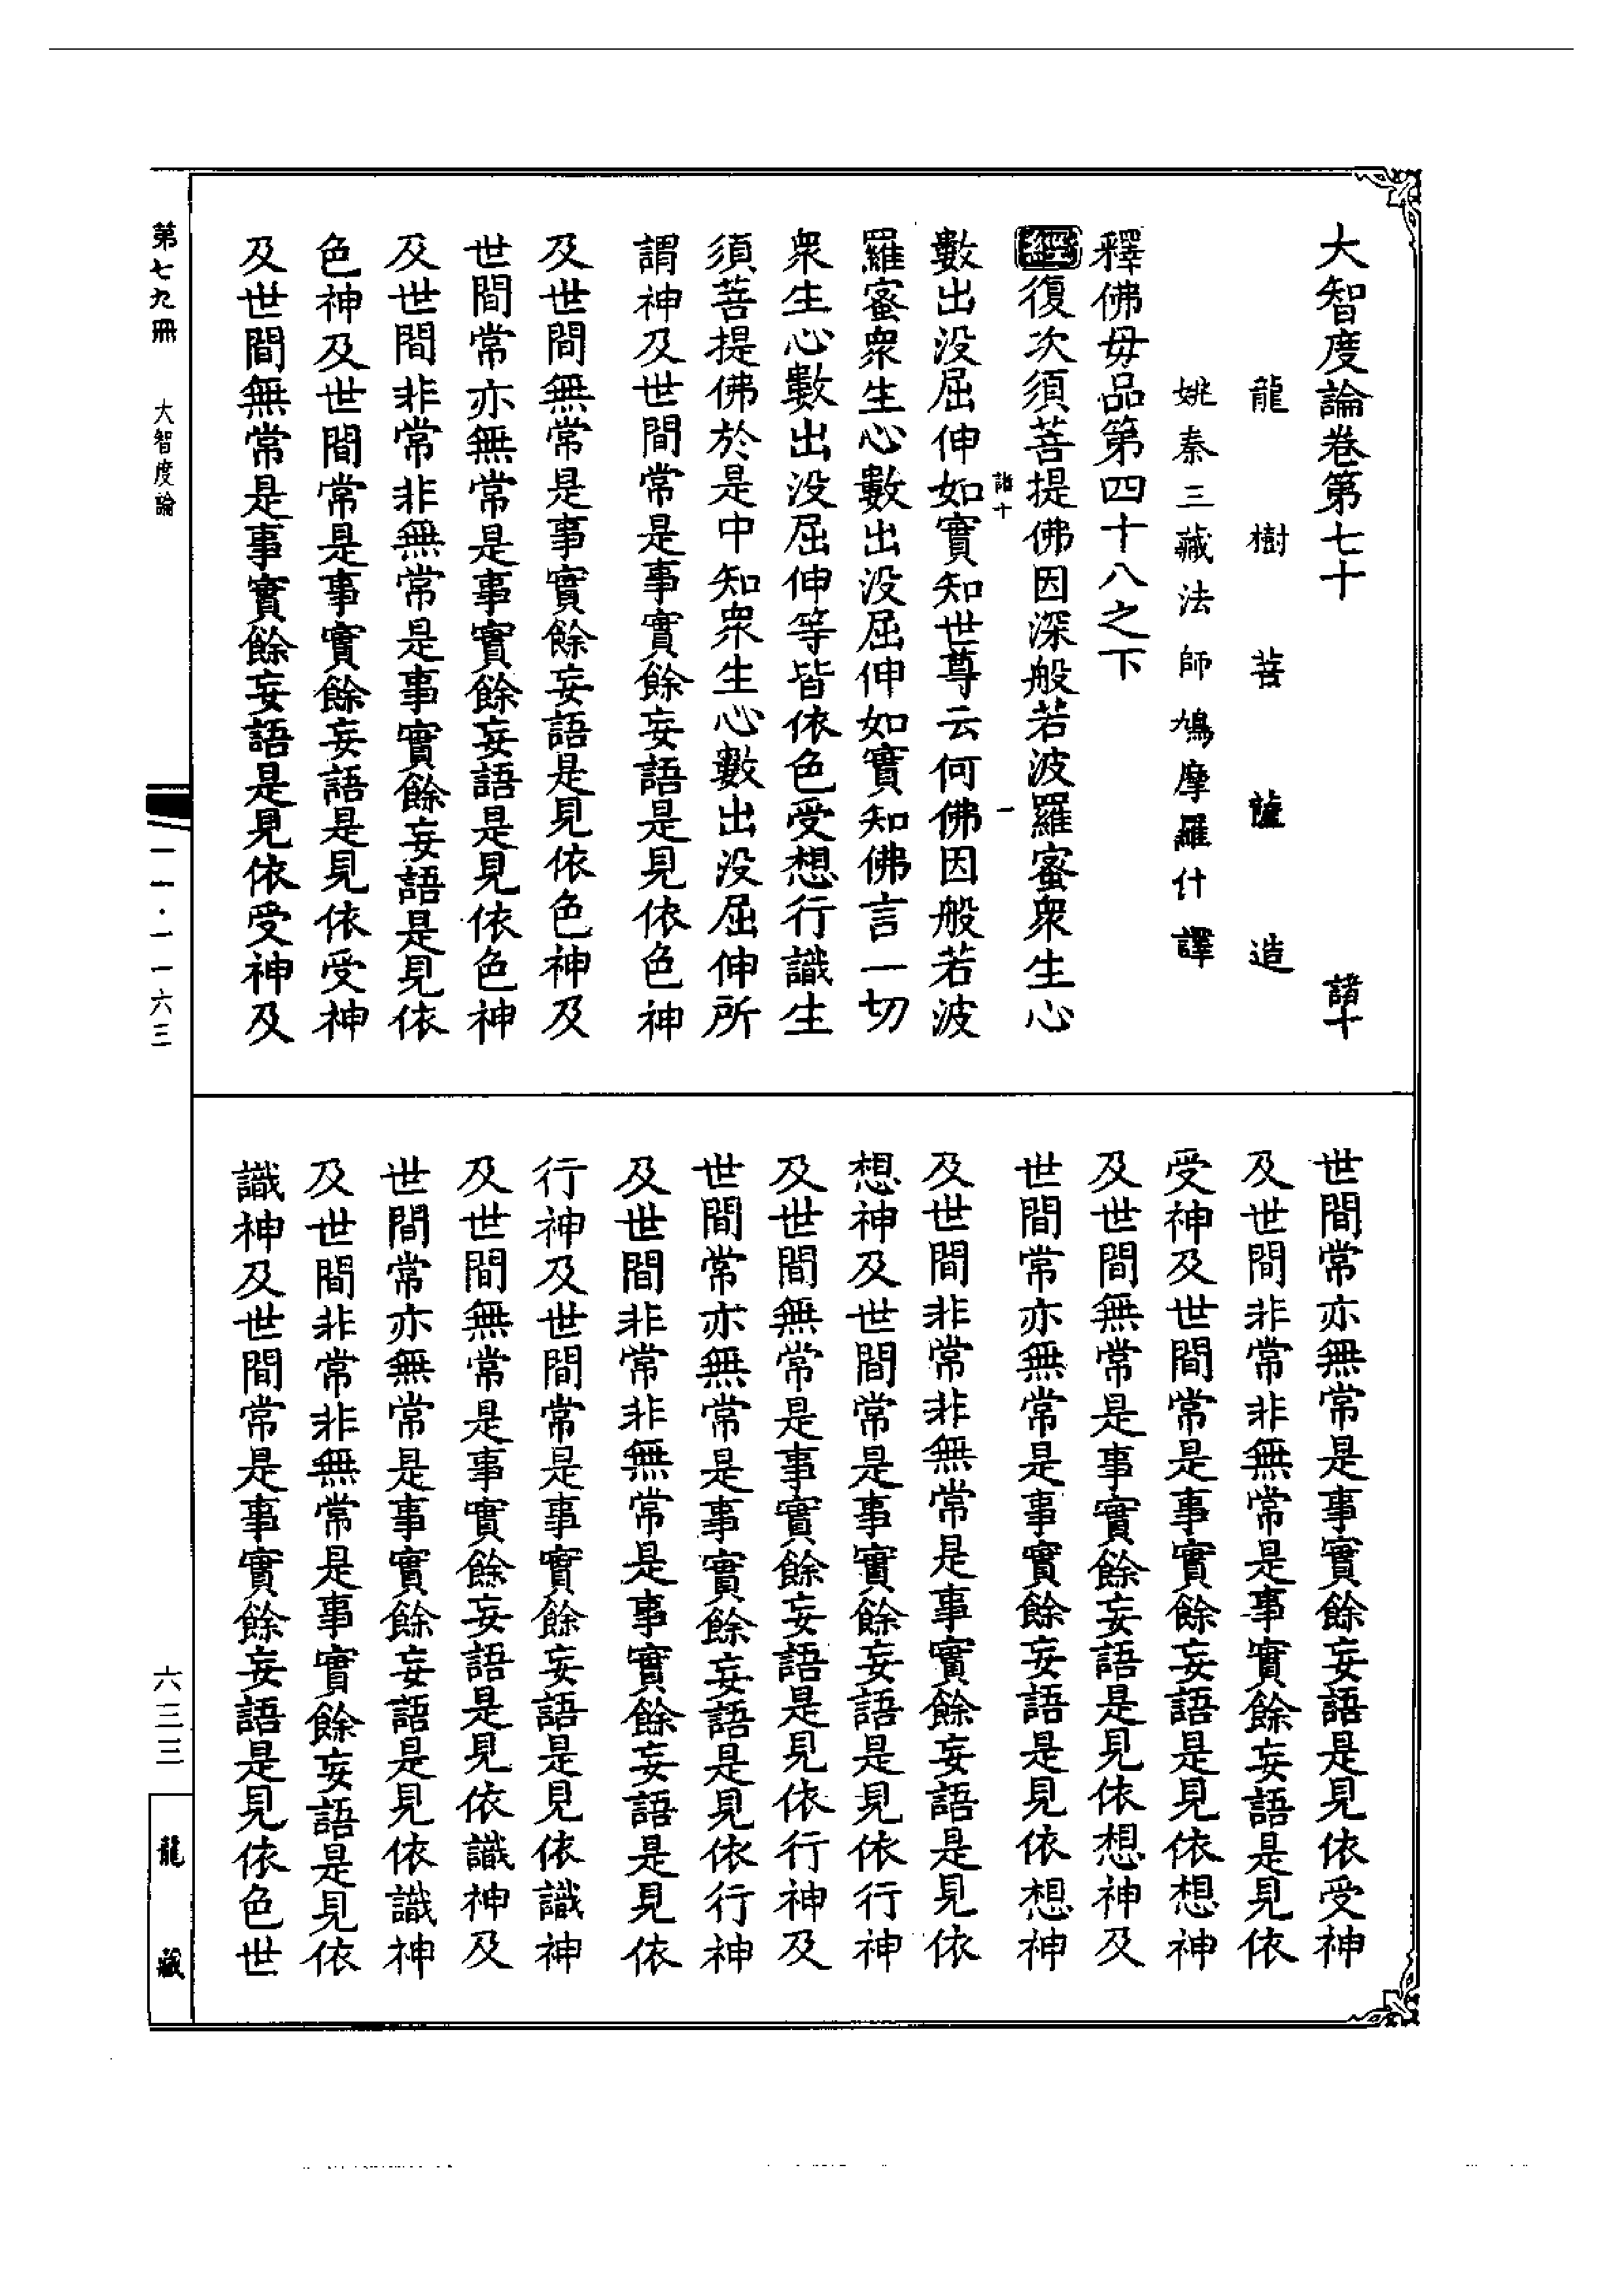 大智度論卷第七十　諸十
龍樹菩薩造
姚秦三藏法師鳩摩羅什譯
釋佛毋品第四十八之下
經復次須菩提佛因深般若波羅蜜衆生心
諸十　一
數出没屈伸如實知世尊云何佛因般若波
羅蜜衆生心數出没屈伸如實知佛言一切
衆生心數出没屈伸等皆依色受想行識生
須菩提佛於是中知衆生心數出没屈伸所
謂神及世間常是事實餘妄語是見依色神
及世間無常是事實餘妄語是見依色神及
世間常亦無常是事實餘妄語是見依色神
及世間非常非無常是事實餘妄語是見依
色神及世間常是事實餘妄語是見依受神
及世間無常是事實餘妄語是見依受神及
世間常亦無常是事實餘妄語是見依受神
及世間非常非無常是事實餘妄語是見依
受神及世間常是事實餘妄語是見依想神
及世間無常是事實餘妄語是見依想神及
世間常亦無常是事實餘妄語是見依想神
及世間非常非無常是事實餘妄語是見依
想神及世間常是事實餘妄語是見依行神
及世間無常是事實餘妄語是見依行神及
世間常亦無常是事實餘妄語是見依行神
及世間非常非無常是事實餘妄語是見依
行神及世間常是事實餘妄語是見依識神
及世間無常是事實餘妄語是見依識神及
世間常亦無常是事實餘妄語是見依識神
及世間非常非無常是事實餘妄語是見依
識神及世間常是事實餘妄語是見依色世
第七九冊　大智度論　一一·一一六三　六三三　龍藏